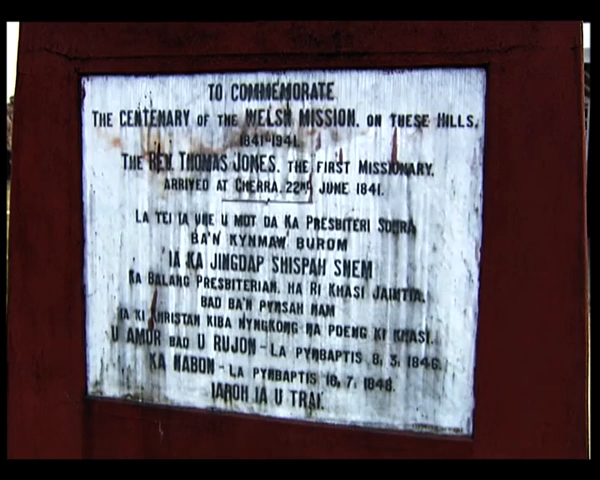 TO COMMEMORATE
THE CENTENARY OF THE WELSH MISSION. ON THESE HILLS.
1841-1941.
THE REV. THOMAS JONES. THE FIRST MISSIONARY.
ARRIVED AT CHERRA. 22ND JUNE 1841.
LA TEI IA UNE U MOT DA KA PRESBITERI SOHRA
BA'N KYNMAW BUROM
IA KA JINGDAP SHISPAH SNEM
KA BALANG PRESBITERIAN. HA RI KHASI JAINTIA.
BAD BA'N PYNSAH NAM
IA KI KHRISTAN KIBA NYNGKONG NA PDENG KI KHASI.
U AMOR BAD U RUJON - LA PYNBAPTIS 8, 3, 1846.
KA NABON - LA PYNBAPTIS 16, 7, 1848.
IAROH IA U TRAI.